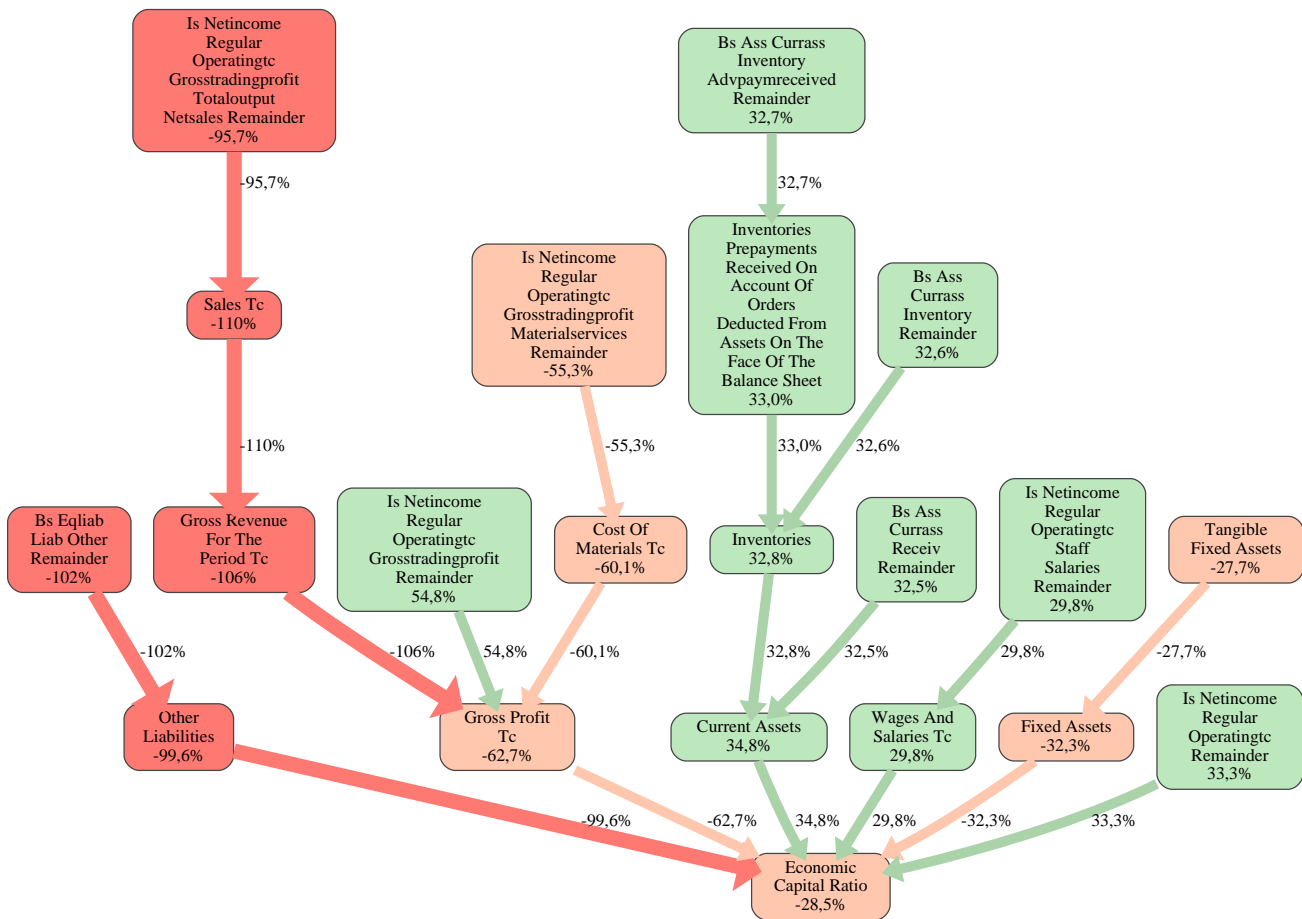 Is Netincome
Regular
Operatingtc
Grosstradingprofit
Totaloutput
Netsales Remainder
-95,7%
Bs Ass Currass
Inventory
Advpaymreceived
Remainder
32,7%
-95,7%
32,7%
Inventories
Prepayments
Received On
Account Of
Orders
Deducted From
Assets On The
Face Of The
Balance Sheet
33,0%
Is Netincome
Regular
Operatingtc
Grosstradingprofit
Materialservices
Remainder
-55,3%
Bs Ass
Currass
Inventory
Remainder
32,6%
Sales Tc
-110%
-110%
-55,3%
33,0%
32,6%
Bs Eqliab
Liab Other
Remainder
-102%
Gross Revenue
For The
Period Tc
-106%
Is Netincome
Regular
Operatingtc
Grosstradingprofit
Remainder
54,8%
Cost Of
Materials Tc
-60,1%
Inventories
32,8%
Bs Ass
Currass
Receiv
Remainder
32,5%
Is Netincome
Regular
Operatingtc
Staff
Salaries
Remainder
29,8%
Tangible
Fixed Assets
-27,7%
-102%
-106%
54,8%
-60,1%
32,8%
32,5%
29,8%
-27,7%
Other
Liabilities
-99,6%
Gross Profit
Tc
-62,7%
Current Assets
34,8%
Wages And
Salaries Tc
29,8%
Fixed Assets
-32,3%
Is Netincome
Regular
Operatingtc
Remainder
33,3%
-99,6%
-62,7%
34,8%
29,8%
-32,3%
33,3%
Economic
Capital Ratio
-28,5%